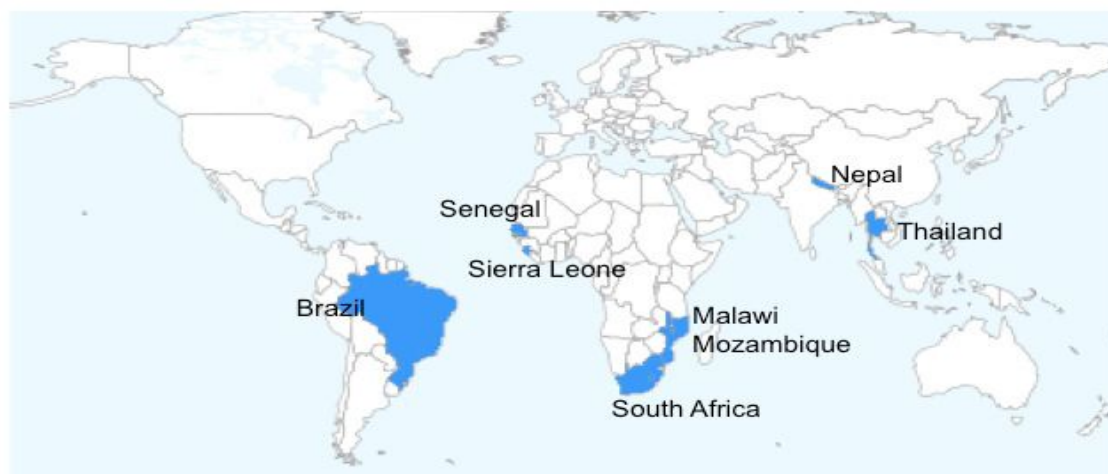 Nepal
Senegal
Thailand
Sierra Leone
Brazil
Malawi
Mozambique
South Africa